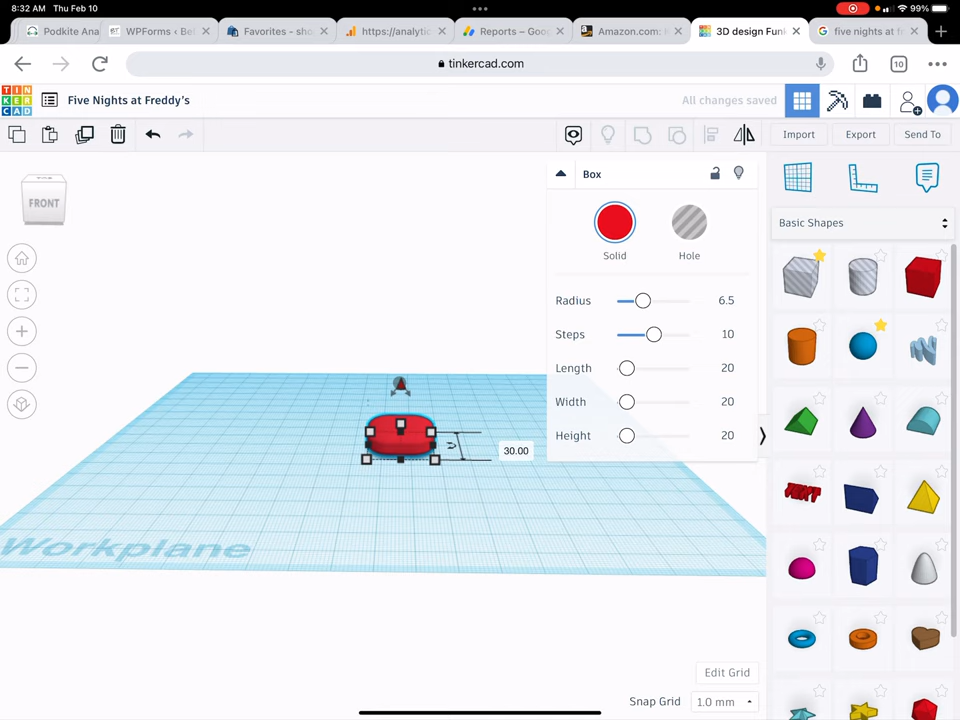 8:32 AM Thu Feb 10
99%
Podkite Ana
WPForms ‹ Bei
Favorites - sho
https://analytic
Reports – Goog
Amazon.com:
3D design Fun
five nights at f
tinkercad.com
10
TIN
KER
CAD
Five Nights at Freddy's
All changes saved
Import
Export
Send To
FRONT
Box
Solid
Hole
Radius 6.5
Steps 10
Length 20
Width 20
Height 20
Basic Shapes
30.00
TEXT
Workplane
Edit Grid
Snap Grid 1.0 mm